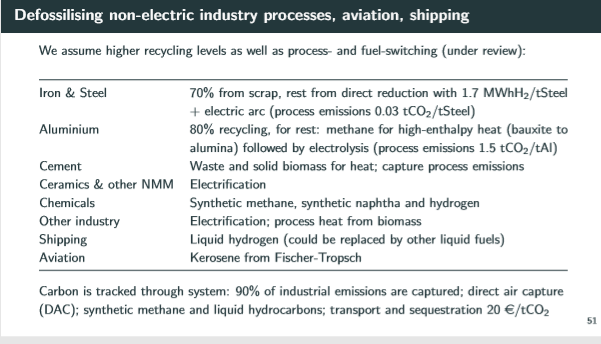 Defossilising non-electric industry processes, aviation, shipping
We assume higher recycling levels as well as process- and fuel-switching (under review):
Iron & Steel 70% from scrap, rest from direct reduction with 1.7 MWhH₂/tSteel
+ electric arc (process emissions 0.03 tCO₂/tSteel)
Aluminium 80% recycling, for rest: methane for high-enthalpy heat (bauxite to
alumina) followed by electrolysis (process emissions 1.5 tCO₂/tAl)
Cement Waste and solid biomass for heat; capture process emissions
Ceramics & other NMM Electrification
Chemicals Synthetic methane, synthetic naphtha and hydrogen
Other industry Electrification; process heat from biomass
Shipping Liquid hydrogen (could be replaced by other liquid fuels)
Aviation Kerosene from Fischer-Tropsch
Carbon is tracked through system: 90% of industrial emissions are captured; direct air capture
(DAC); synthetic methane and liquid hydrocarbons; transport and sequestration 20 €/tCO₂
51